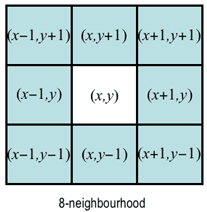 (x−1,y+1) (x,y+1) (x+1,y+1)
(x−1,y) (x,y) (x+1,y)
(x−1,y−1) (x,y−1) (x+1,y−1)
8-neighbourhood